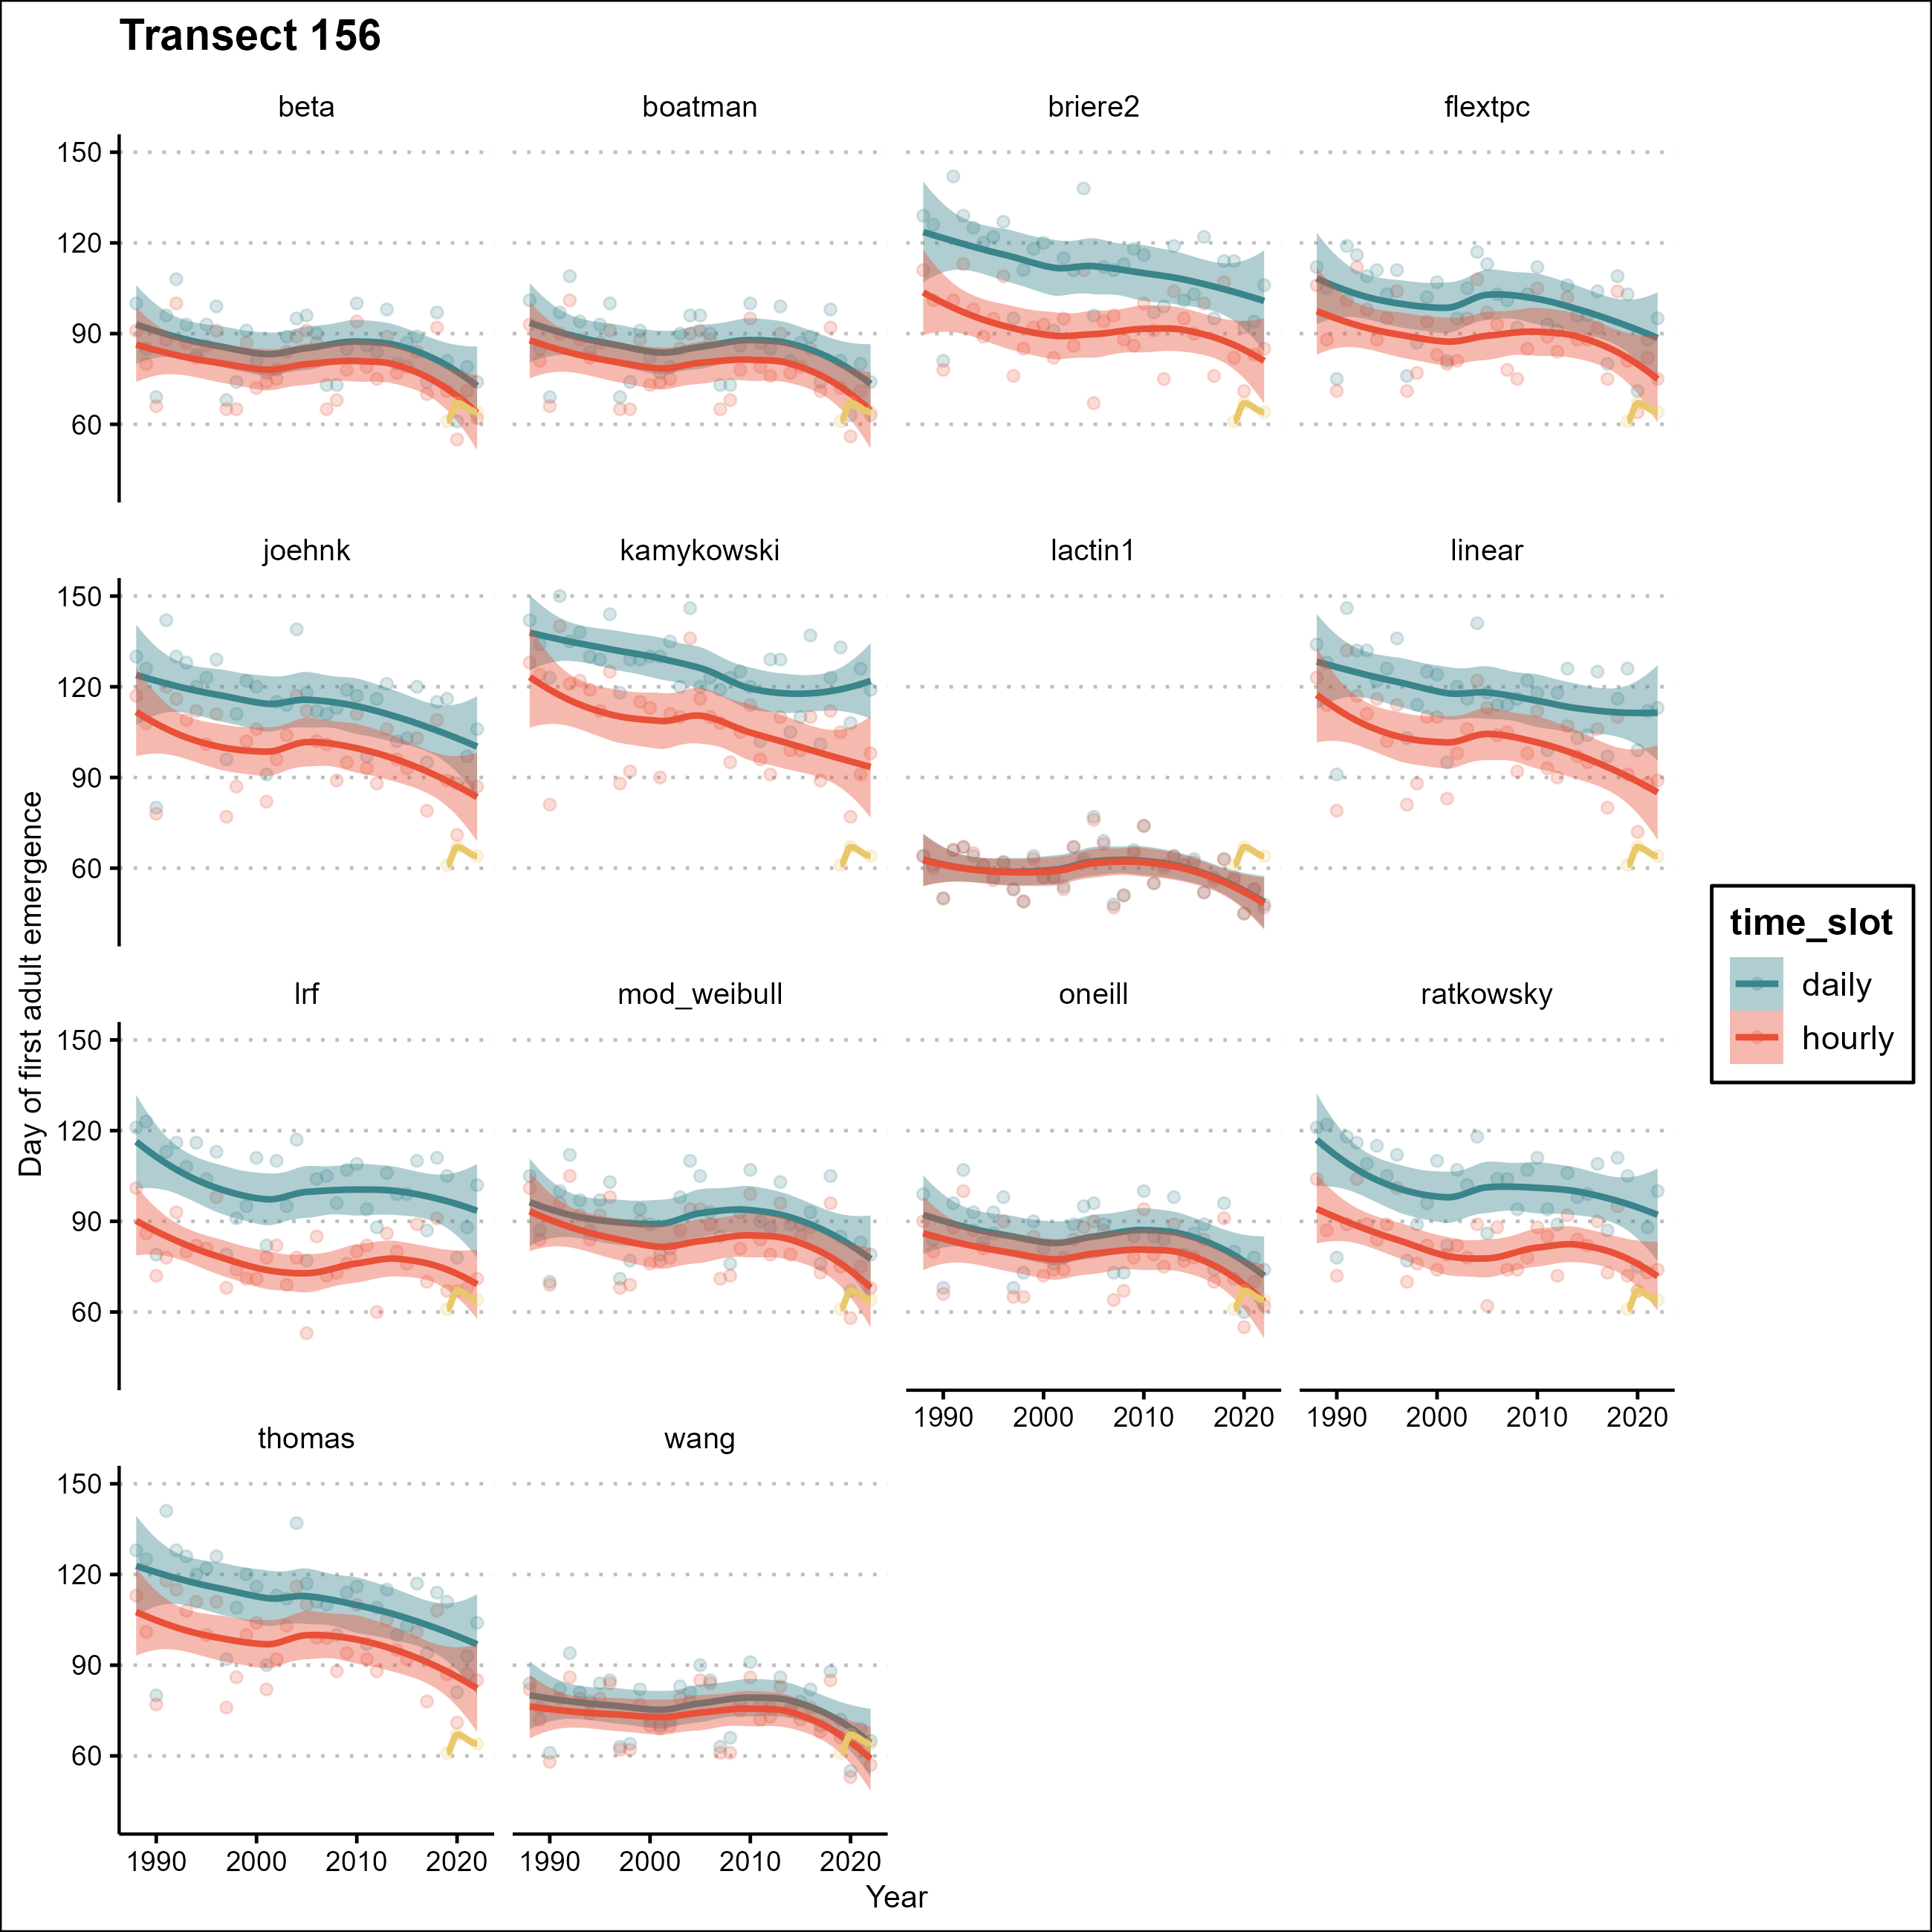 Transect 156
beta boatman briere2 flextpc
150
120
90
60
joehnk kamykowski lactin1 linear
150
120
90
60
Day of first adult emergence
time_slot
daily
hourly
lrf mod_weibull oneill ratkowsky
150
120
90
60
1990 2000 2010 2020 1990 2000 2010 2020
thomas wang
150
120
90
60
1990 2000 2010 2020 1990 2000 2010 2020
Year